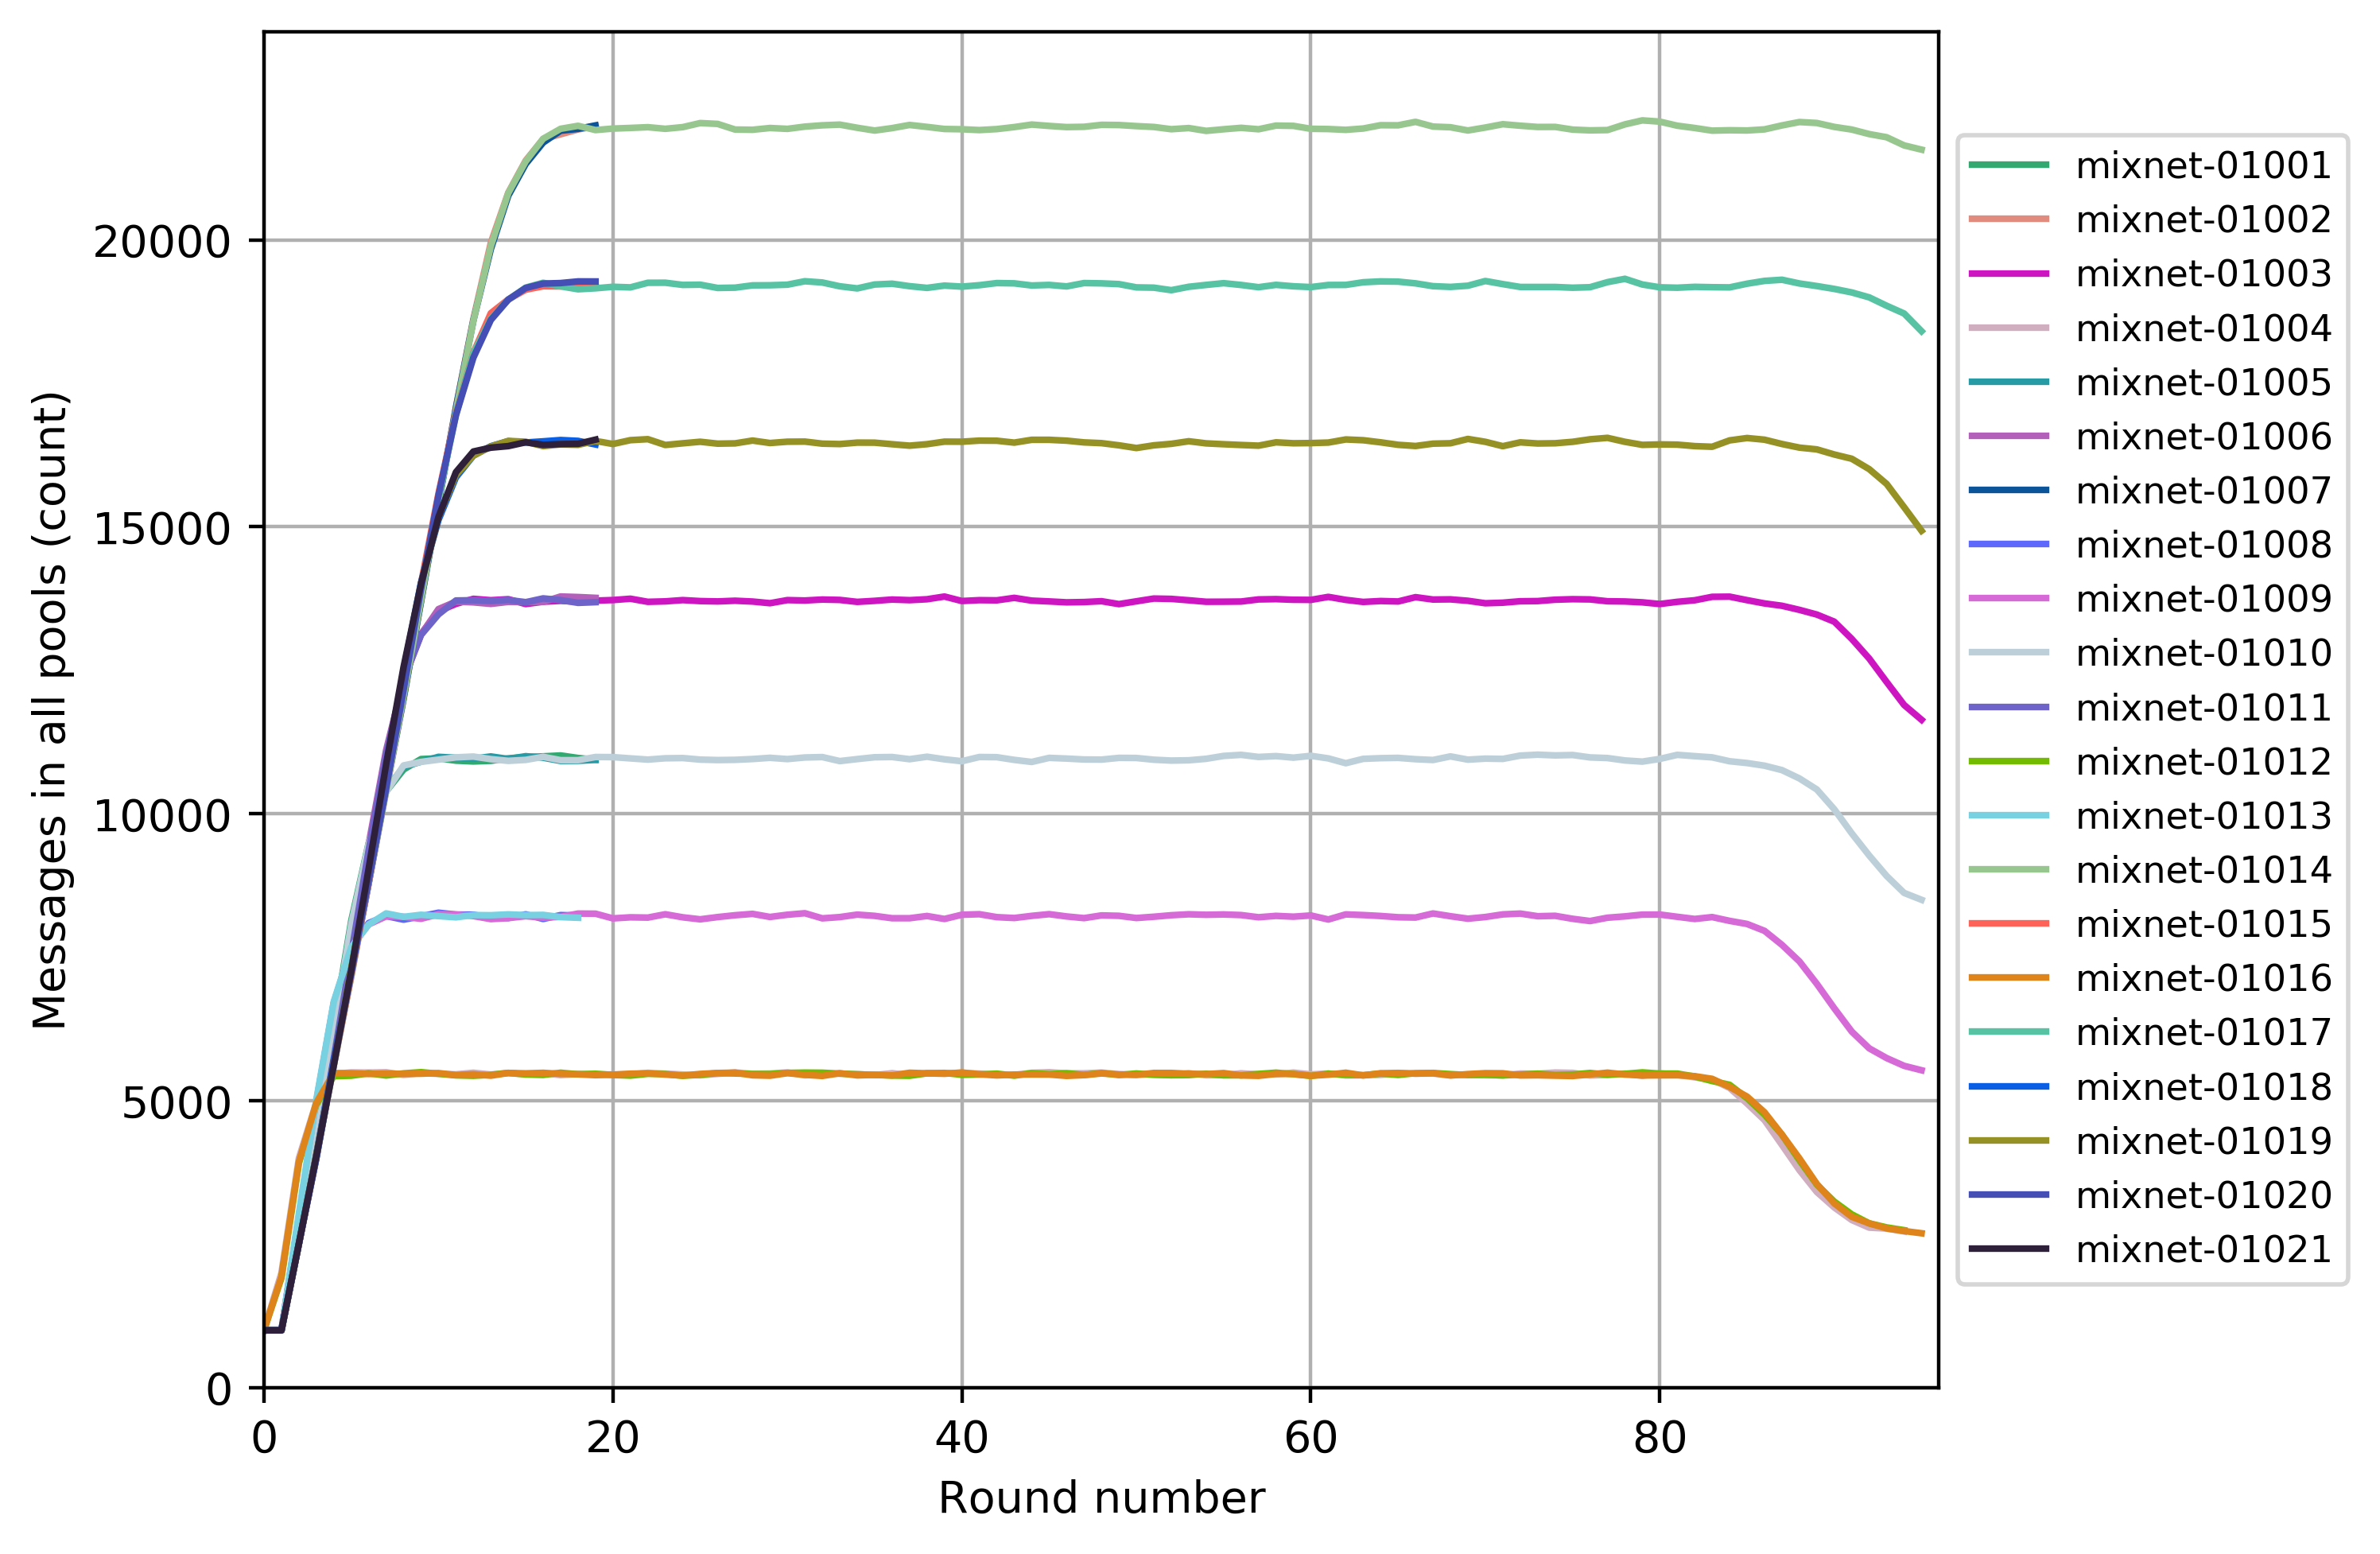 20000
15000
10000
5000
0
Messages in all pools (count)
0 20 40 60 80
Round number
mixnet-01001
mixnet-01002
mixnet-01003
mixnet-01004
mixnet-01005
mixnet-01006
mixnet-01007
mixnet-01008
mixnet-01009
mixnet-01010
mixnet-01011
mixnet-01012
mixnet-01013
mixnet-01014
mixnet-01015
mixnet-01016
mixnet-01017
mixnet-01018
mixnet-01019
mixnet-01020
mixnet-01021